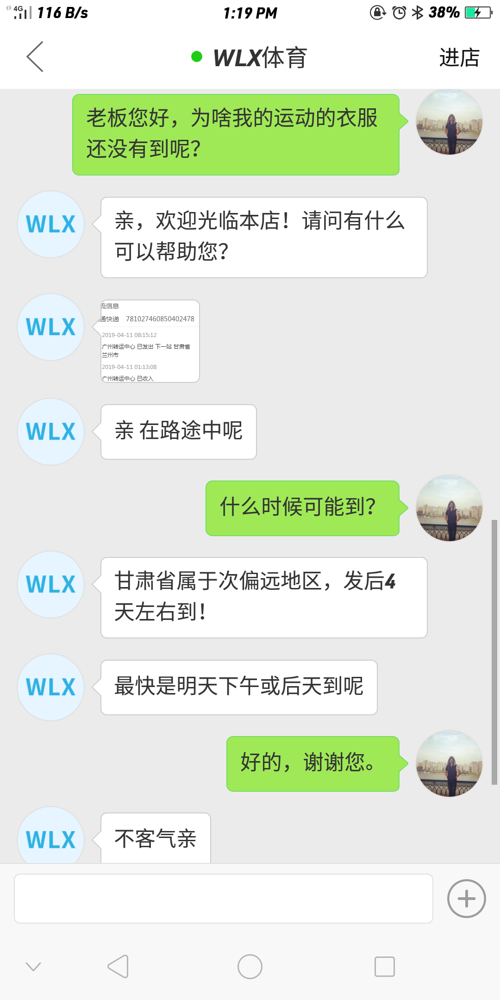 4G 116 B/s 1:19 PM 38%
WLX体育 进店
老板您好，为啥我的运动的衣服
还没有到呢？
WLX
亲，欢迎光临本店！请问有什么
可以帮助您？
WLX
流信息
通快递 781027460850402478
2019-04-11 08:15:12
广州转运中心 已发出 下一站 甘肃省
兰州市
2019-04-11 01:13:08
广州转运中心 已收入
WLX
亲 在路途中呢
什么时候可能到？
WLX
甘肃省属于次偏远地区，发后4
天左右到！
WLX
最快是明天下午或后天到呢
好的，谢谢您。
WLX
不客气亲